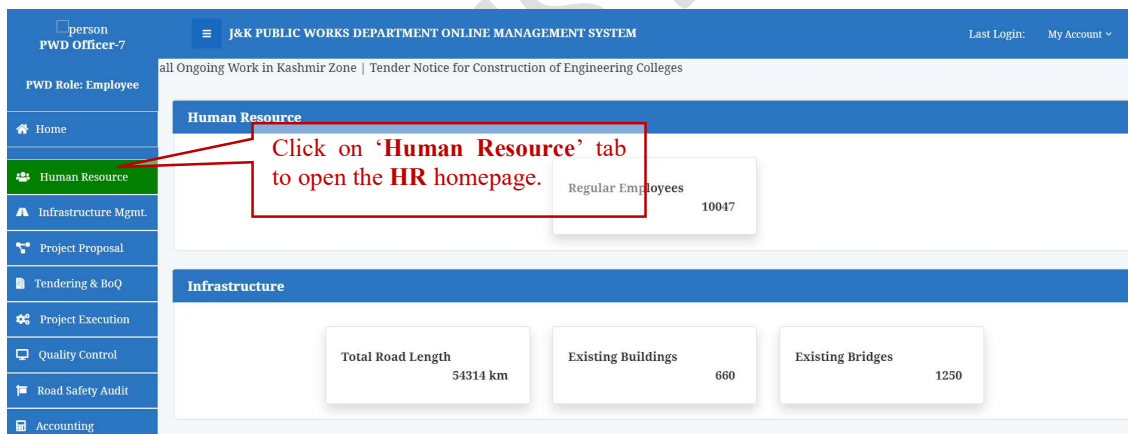 person
PWD Officer-7
PWD Role: Employee
Home
Human Resource
Infrastructure Mgmt.
Project Proposal
Tendering & BoQ
Project Execution
Quality Control
Road Safety Audit
Accounting
J&K PUBLIC WORKS DEPARTMENT ONLINE MANAGEMENT SYSTEM
Last Login:
My Account
all Ongoing Work in Kashmir Zone | Tender Notice for Construction of Engineering Colleges
Human Resource
Click on ‘Human Resource’ tab
to open the HR homepage.
Regular Employees
10047
Infrastructure
Total Road Length
54314 km
Existing Buildings
660
Existing Bridges
1250